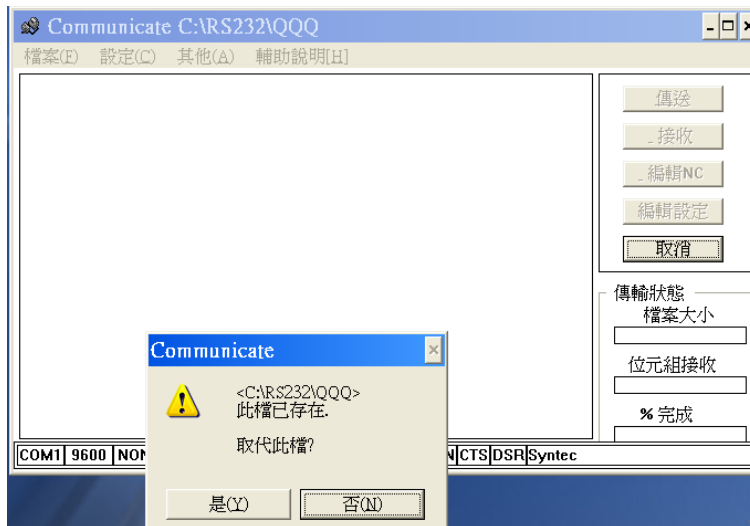 Communicate C:\RS232\QQQ
檔案(F) 設定(C) 其他(A) 輔助說明[H]
傳送
_接收
_編輯NC
編輯設定
取消
傳輸狀態
檔案大小
位元組接收
% 完成
Communicate
<C:\RS232\QQQ>
此檔已存在.
取代此檔?
是(Y) 否(N)
COM1 9600 CTS DSR Syntec